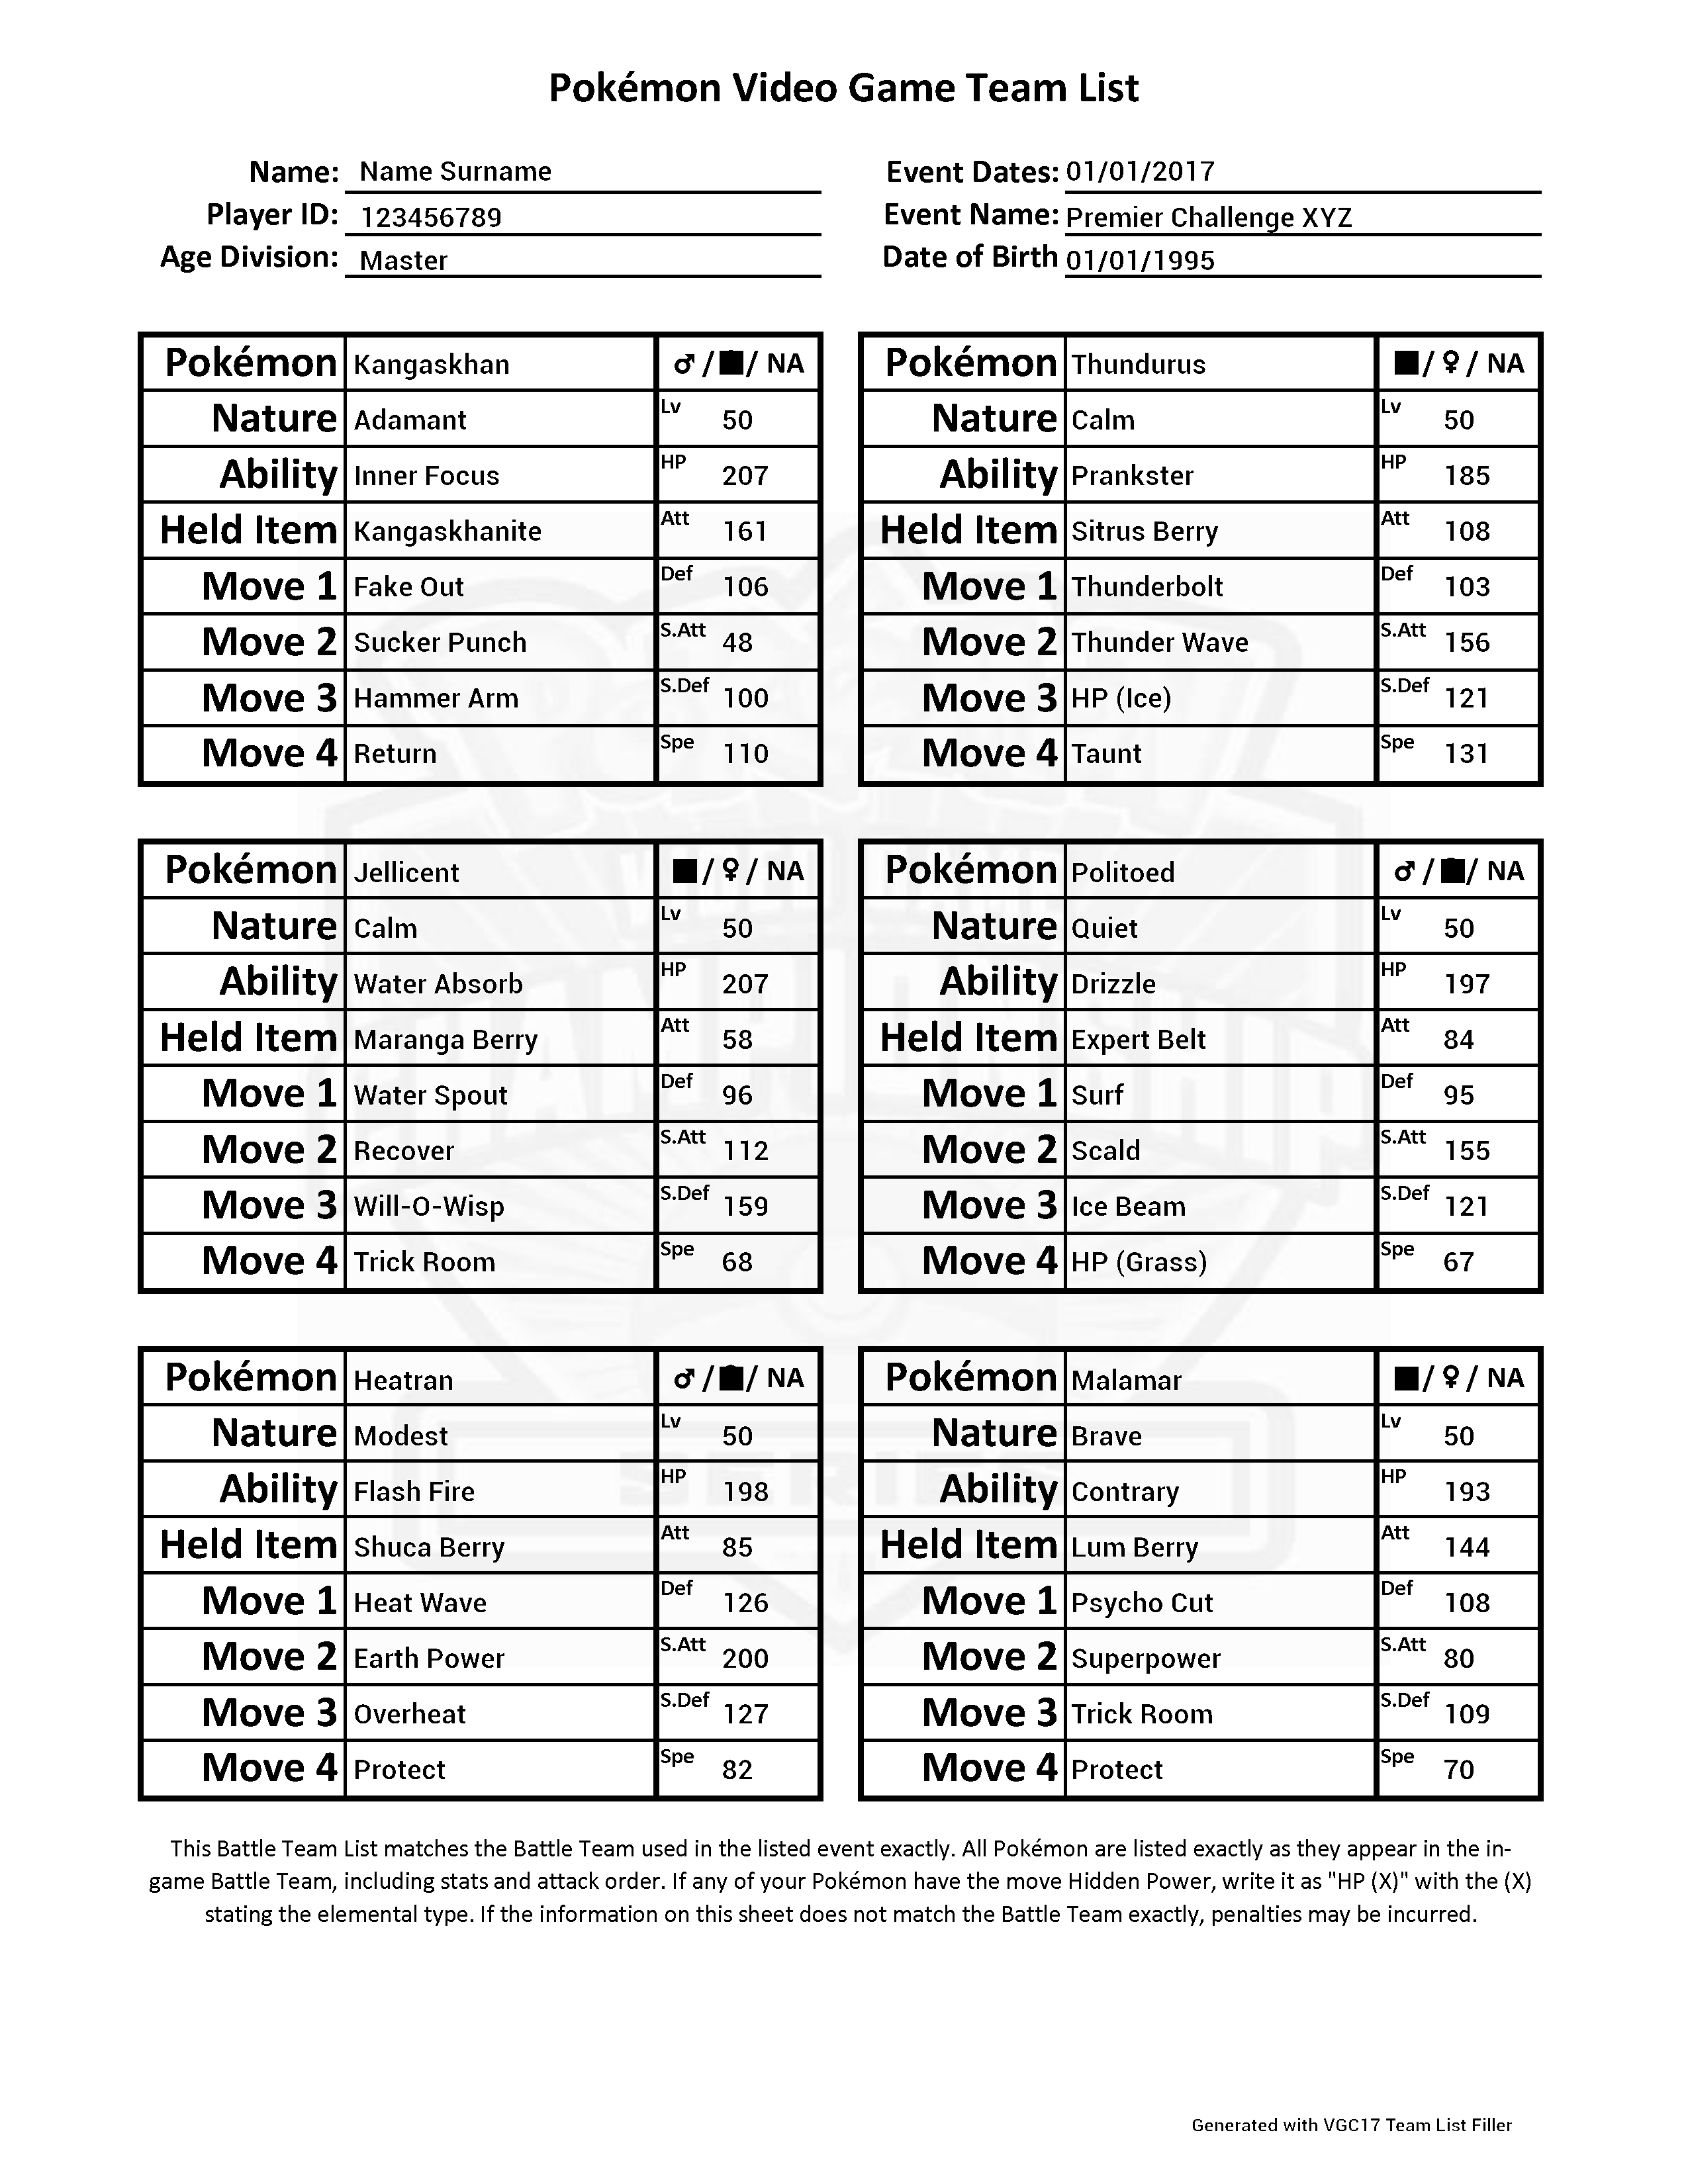 Pokémon Video Game Team List
Name: Name Surname
Player ID: 123456789
Age Division: Master
Event Dates: 01/01/2017
Event Name: Premier Challenge XYZ
Date of Birth 01/01/1995
Pokémon Kangaskhan ♂ /■/ NA
Nature Adamant Lv 50
Ability Inner Focus HP 207
Held Item Kangaskhanite Att 161
Move 1 Fake Out Def 106
Move 2 Sucker Punch S.Att 48
Move 3 Hammer Arm S.Def 100
Move 4 Return Spe 110
Pokémon Thundurus ■/ ♀ / NA
Nature Calm Lv 50
Ability Prankster HP 185
Held Item Sitrus Berry Att 108
Move 1 Thunderbolt Def 103
Move 2 Thunder Wave S.Att 156
Move 3 HP (Ice) S.Def 121
Move 4 Taunt Spe 131
Pokémon Jellicent ■/ ♀ / NA
Nature Calm Lv 50
Ability Water Absorb HP 207
Held Item Maranga Berry Att 58
Move 1 Water Spout Def 96
Move 2 Recover S.Att 112
Move 3 Will-O-Wisp S.Def 159
Move 4 Trick Room Spe 68
Pokémon Politoed ♂ /■/ NA
Nature Quiet Lv 50
Ability Drizzle HP 197
Held Item Expert Belt Att 84
Move 1 Surf Def 95
Move 2 Scald S.Att 155
Move 3 Ice Beam S.Def 121
Move 4 HP (Grass) Spe 67
Pokémon Heatran ♂ /■/ NA
Nature Modest Lv 50
Ability Flash Fire HP 198
Held Item Shuca Berry Att 85
Move 1 Heat Wave Def 126
Move 2 Earth Power S.Att 200
Move 3 Overheat S.Def 127
Move 4 Protect Spe 82
Pokémon Malamar ■/ ♀ / NA
Nature Brave Lv 50
Ability Contrary HP 193
Held Item Lum Berry Att 144
Move 1 Psycho Cut Def 108
Move 2 Superpower S.Att 80
Move 3 Trick Room S.Def 109
Move 4 Protect Spe 70
SERIES
This Battle Team List matches the Battle Team used in the listed event exactly. All Pokémon are listed exactly as they appear in the in-
game Battle Team, including stats and attack order. If any of your Pokémon have the move Hidden Power, write it as "HP (X)" with the (X)
stating the elemental type. If the information on this sheet does not match the Battle Team exactly, penalties may be incurred.
Generated with VGC17 Team List Filler